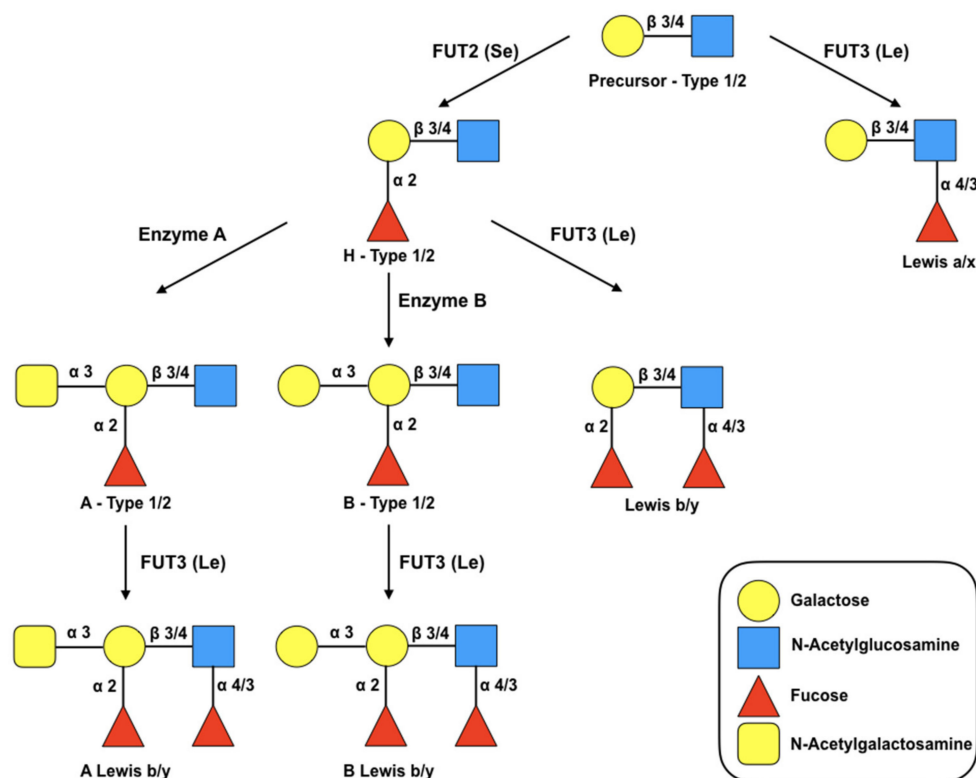 β 3/4
FUT2 (Se)
FUT3 (Le)
Precursor - Type 1/2
β 3/4
β 3/4
α 2
α 4/3
Enzyme A
FUT3 (Le)
H - Type 1/2
Lewis a/x
Enzyme B
α 3
β 3/4
α 3
β 3/4
β 3/4
α 2
α 2
α 2
α 4/3
A - Type 1/2
B - Type 1/2
Lewis b/y
FUT3 (Le)
FUT3 (Le)
Galactose
α 3
β 3/4
α 3
β 3/4
N-Acetylglucosamine
α 2
α 4/3
α 2
α 4/3
Fucose
N-Acetylgalactosamine
A Lewis b/y
B Lewis b/y